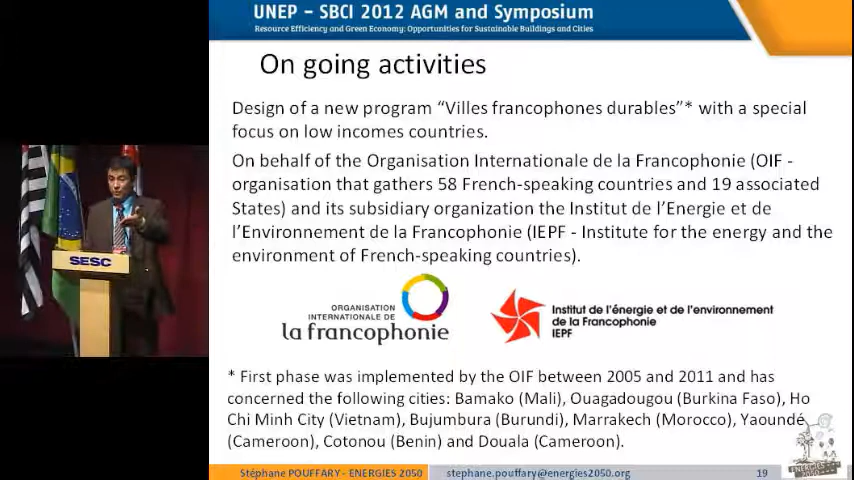 UNEP – SBCI 2012 AGM and Symposium
Resource Efficiency and Green Economy: Opportunities for Sustainable Buildings and Cities
On going activities
Design of a new program “Villes francophones durables”* with a special
focus on low incomes countries.
On behalf of the Organisation Internationale de la Francophonie (OIF -
organisation that gathers 58 French-speaking countries and 19 associated
States) and its subsidiary organization the Institut de l’Energie et de
l’Environnement de la Francophonie (IEPF - Institute for the energy and the
environment of French-speaking countries).
SESC
ORGANISATION
INTERNATIONALE DE
la francophonie
Institut de l'énergie et de l'environnement
de la Francophonie
IEPF
* First phase was implemented by the OIF between 2005 and 2011 and has
concerned the following cities: Bamako (Mali), Ouagadougou (Burkina Faso), Ho
Chi Minh City (Vietnam), Bujumbura (Burundi), Marrakech (Morocco), Yaoundé
(Cameroon), Cotonou (Benin) and Douala (Cameroon).
ENERGIES 2050
Stéphane POUFFARY - ENERGIES 2050
stephane.pouffary@energies2050.org
19